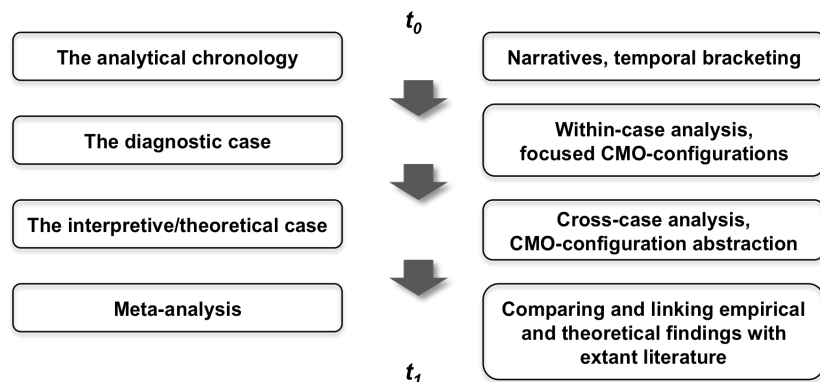 t0
The analytical chronology
Narratives, temporal bracketing
The diagnostic case
Within-case analysis,
focused CMO-configurations
The interpretive/theoretical case
Cross-case analysis,
CMO-configuration abstraction
Meta-analysis
Comparing and linking empirical
and theoretical findings with
extant literature
t1